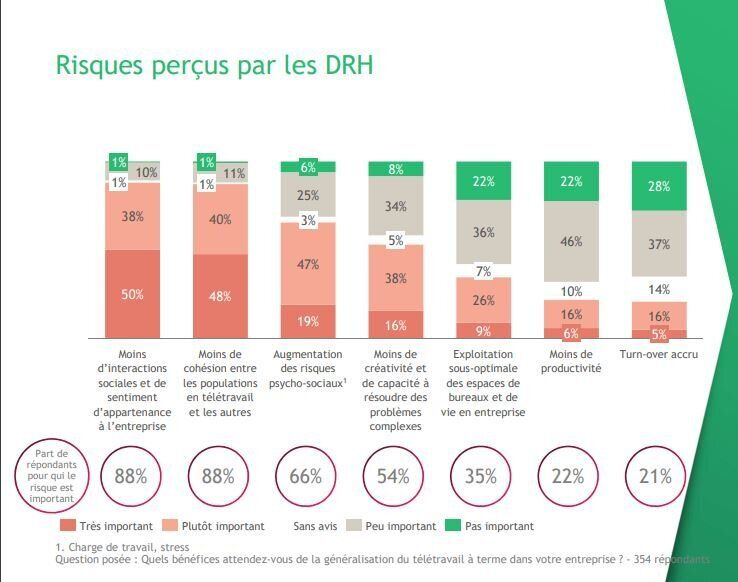 Risques perçus par les DRH
1% 1% 6% 8% 22% 22% 28%
10% 11% 25% 34% 36% 46% 37%
1% 1% 3% 5% 7% 10% 14%
38% 40% 47% 38% 26% 16% 16%
50% 48% 19% 16% 9% 6% 5%
Moins
d'interactions
sociales et de
sentiment
d'appartenance
à l'entreprise
Moins de
cohésion entre
les populations
en télétravail
et les autres
Augmentation
des risques
psycho-sociaux¹
Moins de
créativité et
de capacité à
résoudre des
problèmes
complexes
Exploitation
sous-optimale
des espaces de
bureaux et de
vie en entreprise
Moins de
productivité
Turn-over accru
Part de
répondants
pour qui le
risque est
important
88% 88% 66% 54% 35% 22% 21%
Très important Plutôt important Sans avis Peu important Pas important
1. Charge de travail, stress
Question posée : Quels bénéfices attendez-vous de la généralisation du télétravail à terme dans votre entreprise ? - 354 répondants